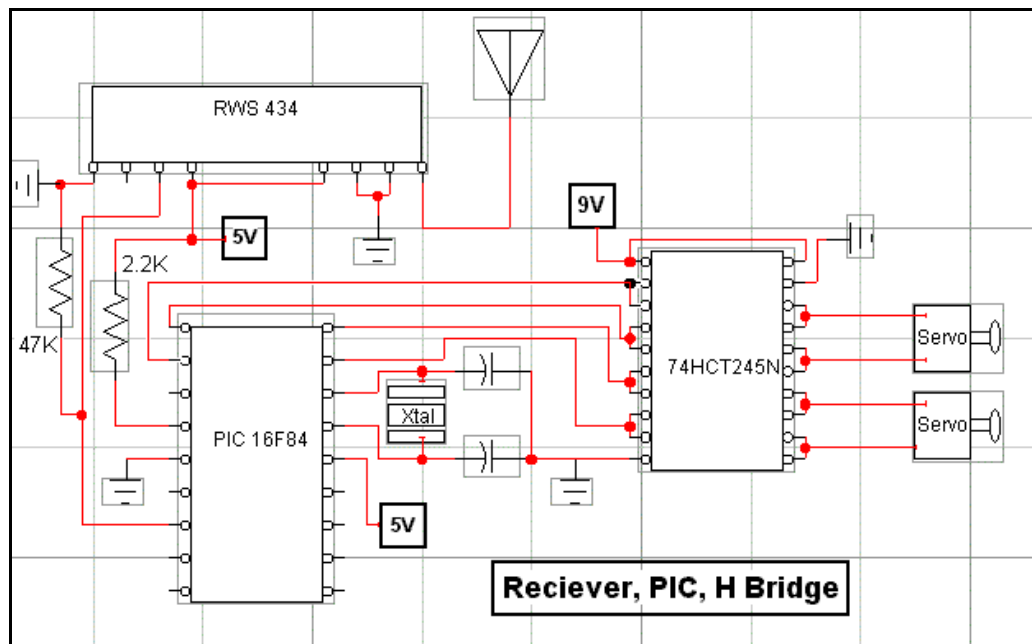 RWS 434
9V
5V
2.2K
47K
Servo
74HCT245N
Xtal
Servo
PIC 16F84
5V
Reciever, PIC, H Bridge